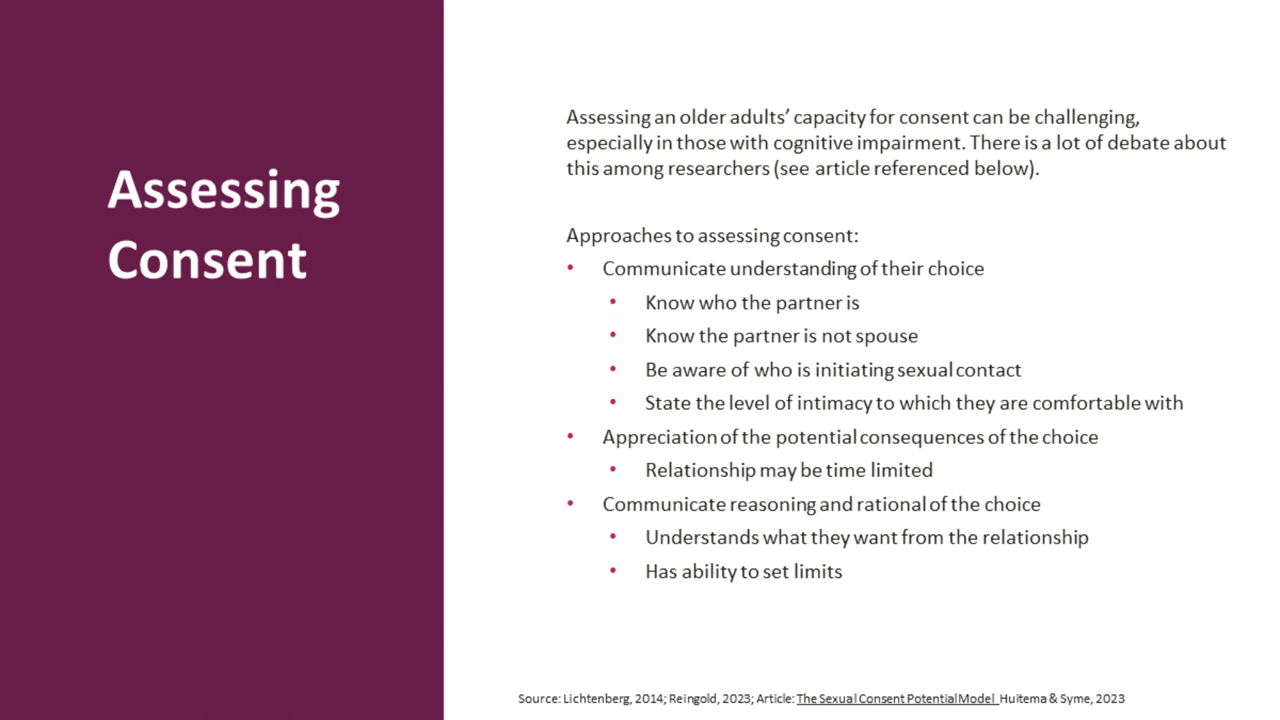 Assessing
Consent
Assessing an older adults’ capacity for consent can be challenging,
especially in those with cognitive impairment. There is a lot of debate about
this among researchers (see article referenced below).
Approaches to assessing consent:
• Communicate understanding of their choice
• Know who the partner is
• Know the partner is not spouse
• Be aware of who is initiating sexual contact
• State the level of intimacy to which they are comfortable with
• Appreciation of the potential consequences of the choice
• Relationship may be time limited
• Communicate reasoning and rational of the choice
• Understands what they want from the relationship
• Has ability to set limits
Source: Lichtenberg, 2014; Reingold, 2023; Article: The Sexual Consent Potential Model Huitema & Syme, 2023